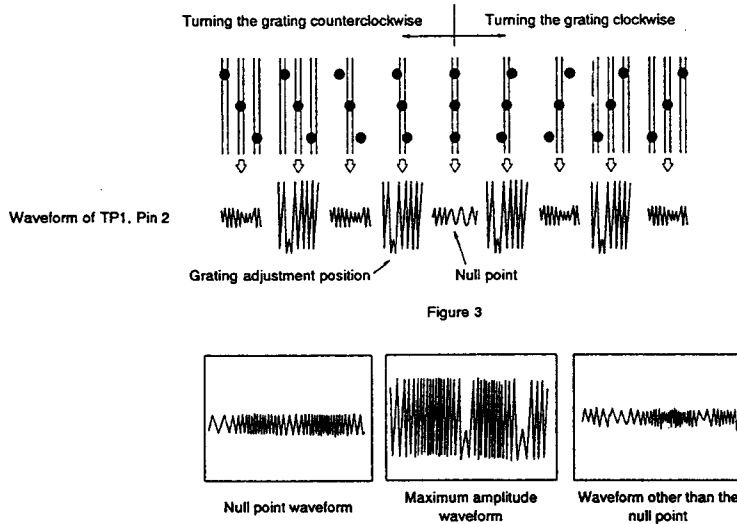 Turning the grating counterclockwise
Turning the grating clockwise
Waveform of TP1, Pin 2
Grating adjustment position
Null point
Figure 3
Null point waveform
Maximum amplitude
waveform
Waveform other than the
null point